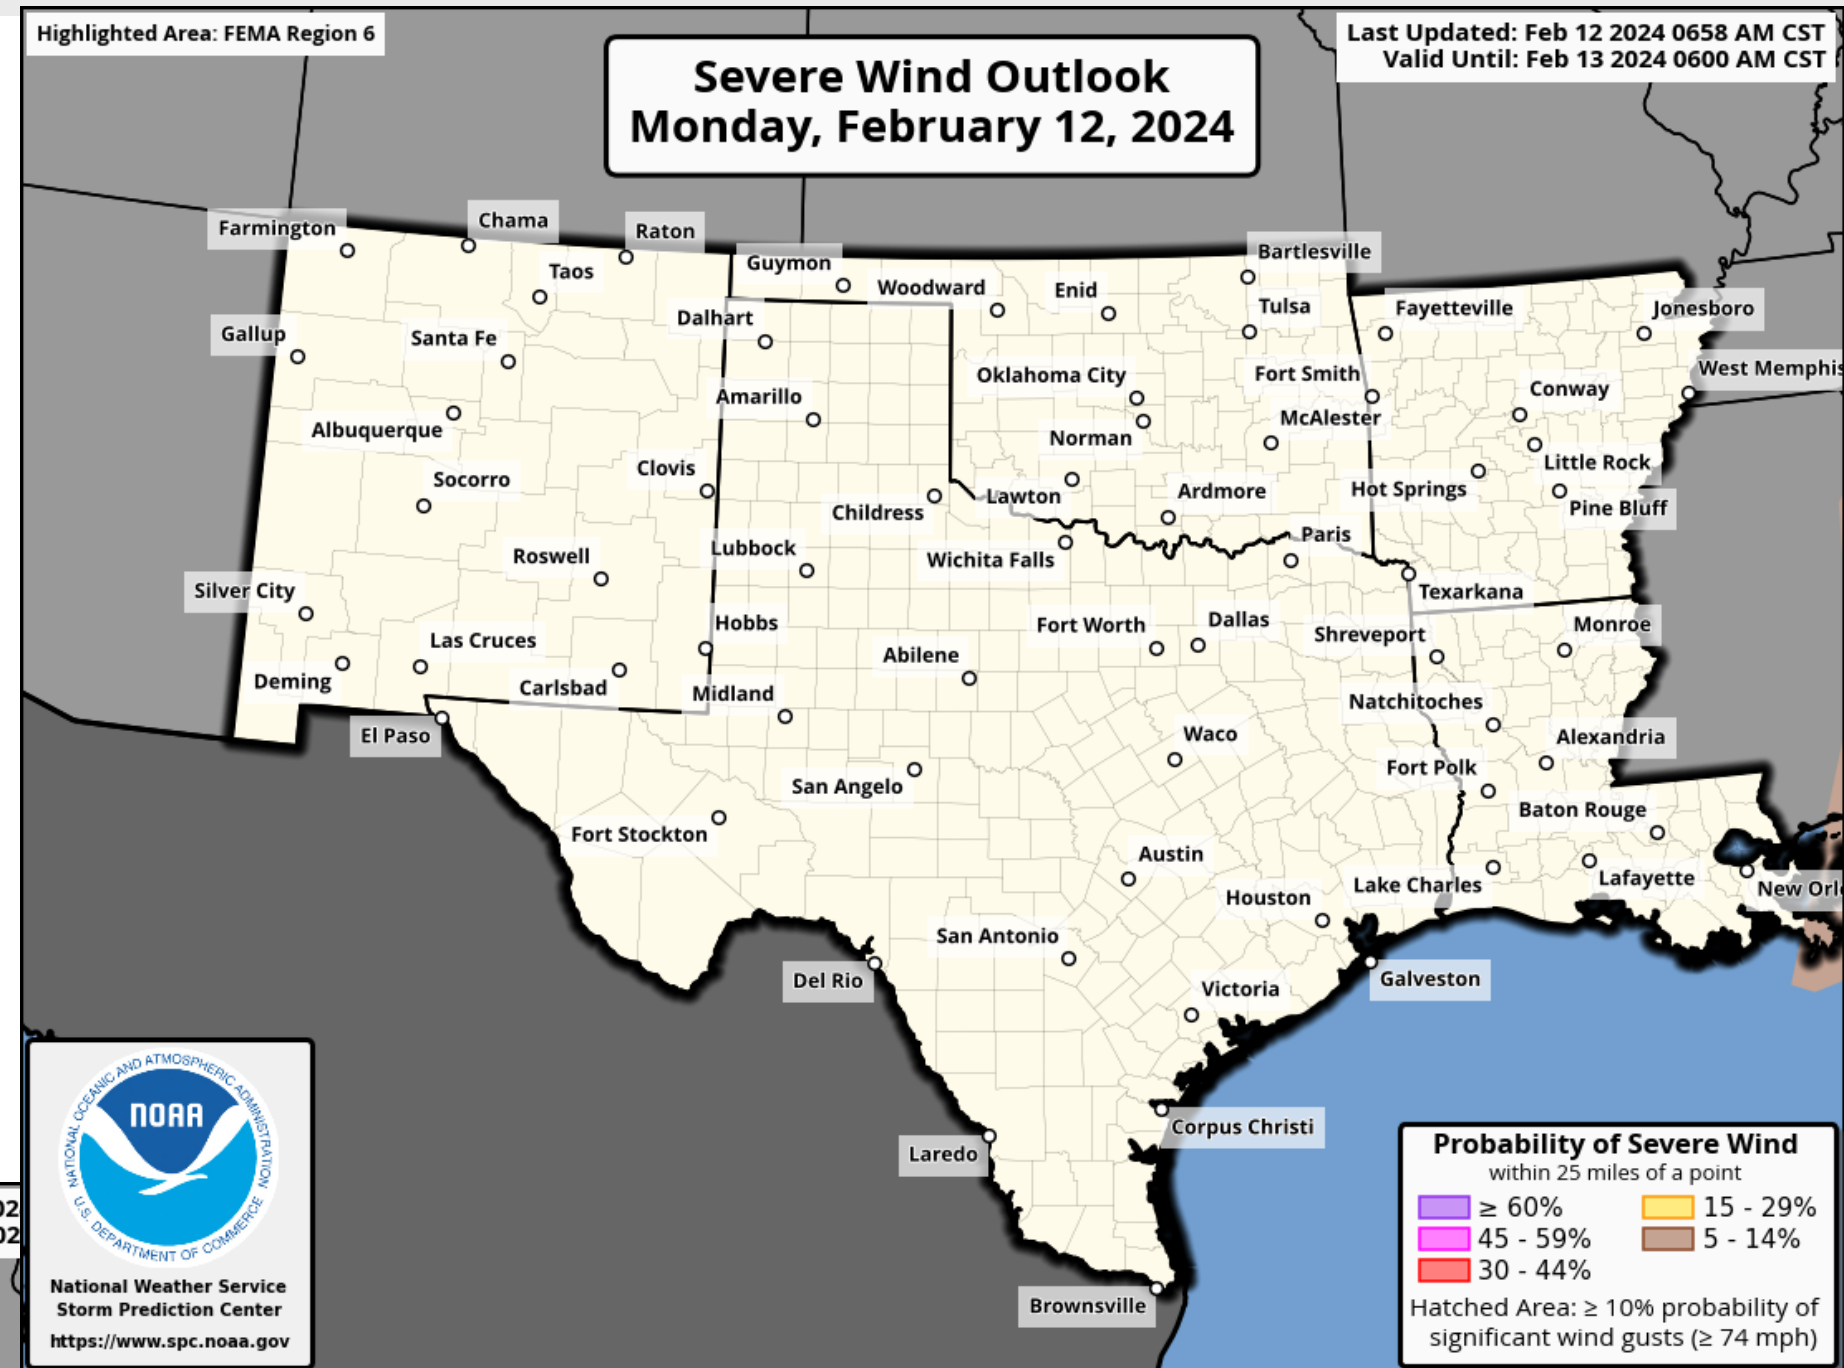 Highlighted Area: FEMA Region 6
Severe Wind Outlook
Monday, February 12, 2024
Last Updated: Feb 12 2024 0658 AM CST
Valid Until: Feb 13 2024 0600 AM CST
Farmington
Chama
Raton
Guymon
Bartlesville
Taos
Woodward
Enid
Tulsa
Fayetteville
Jonesboro
Gallup
Santa Fe
Dalhart
Oklahoma City
Fort Smith
West Memphis
Amarillo
Conway
Albuquerque
Norman
McAlester
Socorro
Clovis
Little Rock
Childress
Lawton
Ardmore
Hot Springs
Pine Bluff
Roswell
Lubbock
Wichita Falls
Paris
Silver City
Texarkana
Las Cruces
Hobbs
Fort Worth
Dallas
Shreveport
Monroe
Abilene
Deming
Carlsbad
Midland
Natchitoches
El Paso
Waco
Alexandria
San Angelo
Fort Polk
Fort Stockton
Baton Rouge
Austin
Houston
Lake Charles
Lafayette
New Orl
San Antonio
Del Rio
Victoria
Galveston
Corpus Christi
Laredo
Brownsville
02
02
NATIONAL OCEANIC AND ATMOSPHERIC ADMINISTRATION
NOAA
U.S. DEPARTMENT OF COMMERCE
National Weather Service
Storm Prediction Center
https://www.spc.noaa.gov
Probability of Severe Wind
within 25 miles of a point
≥ 60%
15 - 29%
45 - 59%
5 - 14%
30 - 44%
Hatched Area: ≥ 10% probability of
significant wind gusts (≥ 74 mph)